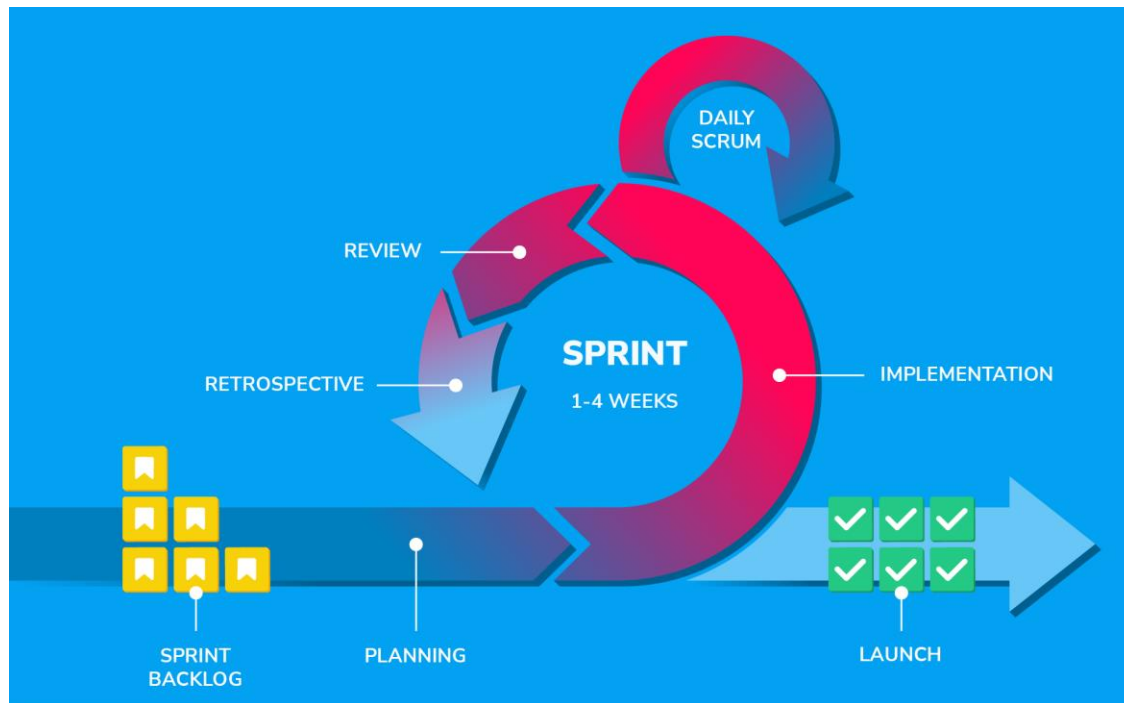 DAILY
SCRUM
REVIEW
SPRINT
1-4 WEEKS
RETROSPECTIVE
IMPLEMENTATION
SPRINT
BACKLOG
PLANNING
LAUNCH